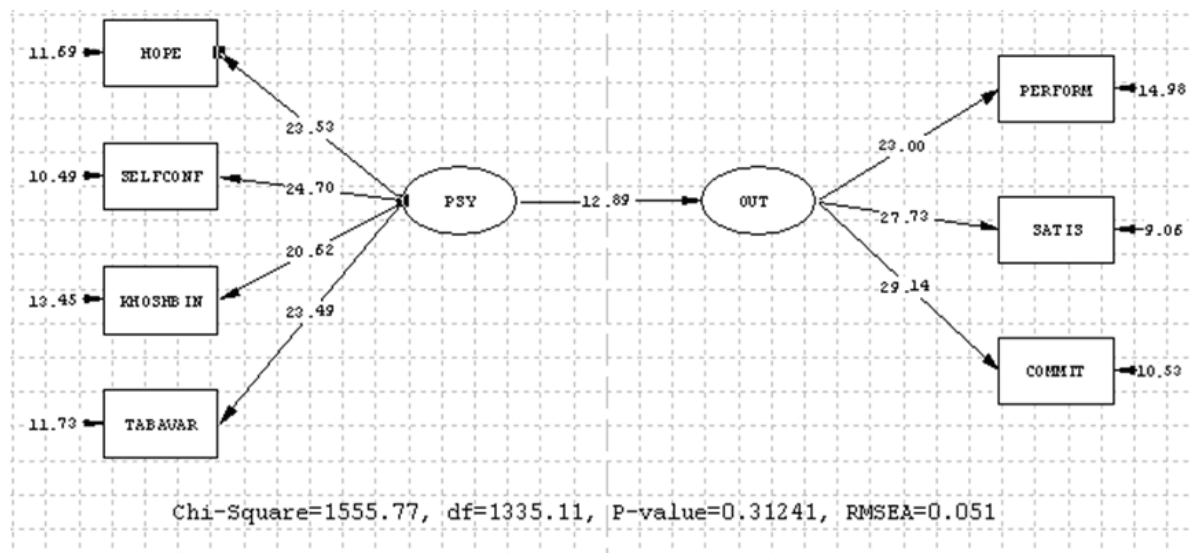 11.69
HOPE
23.53
10.49
SELFCONF
24.70
PSY
20.62
13.45
KHOSHBIN
23.49
11.73
TABAVAR
12.89
OUT
23.00
PERFORM
14.98
27.73
SATIS
9.06
29.14
COMMIT
10.53
Chi-Square=1555.77, df=1335.11, P-value=0.31241, RMSEA=0.051